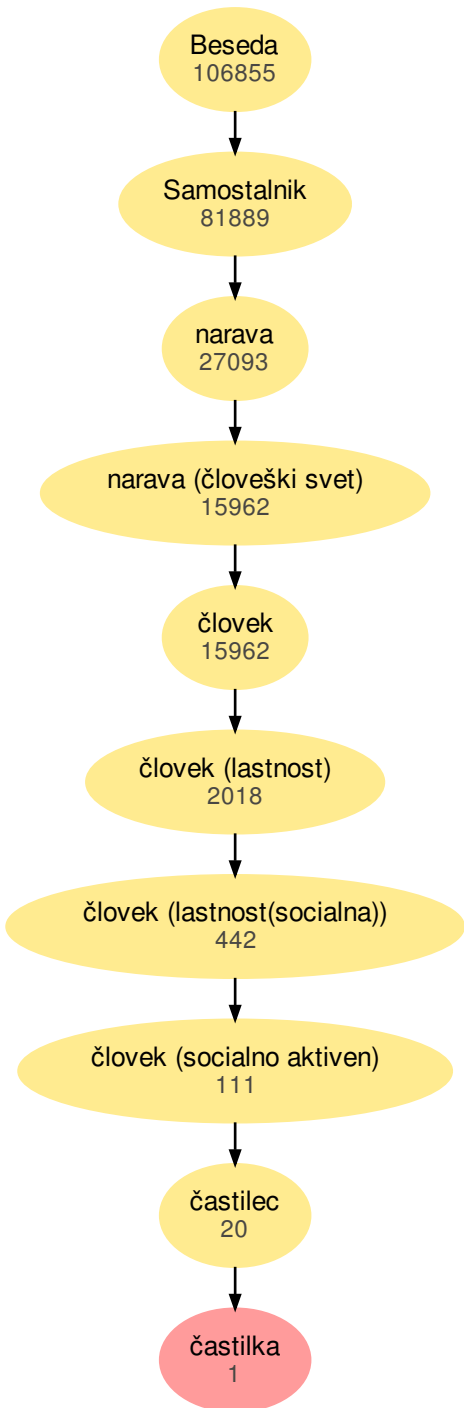 Beseda
106855
Samostalnik
81889
narava
27093
narava (človeški svet)
15962
človek
15962
človek (lastnost)
2018
človek (lastnost(socialna))
442
človek (socialno aktiven)
111
častilec
20
častilka
1